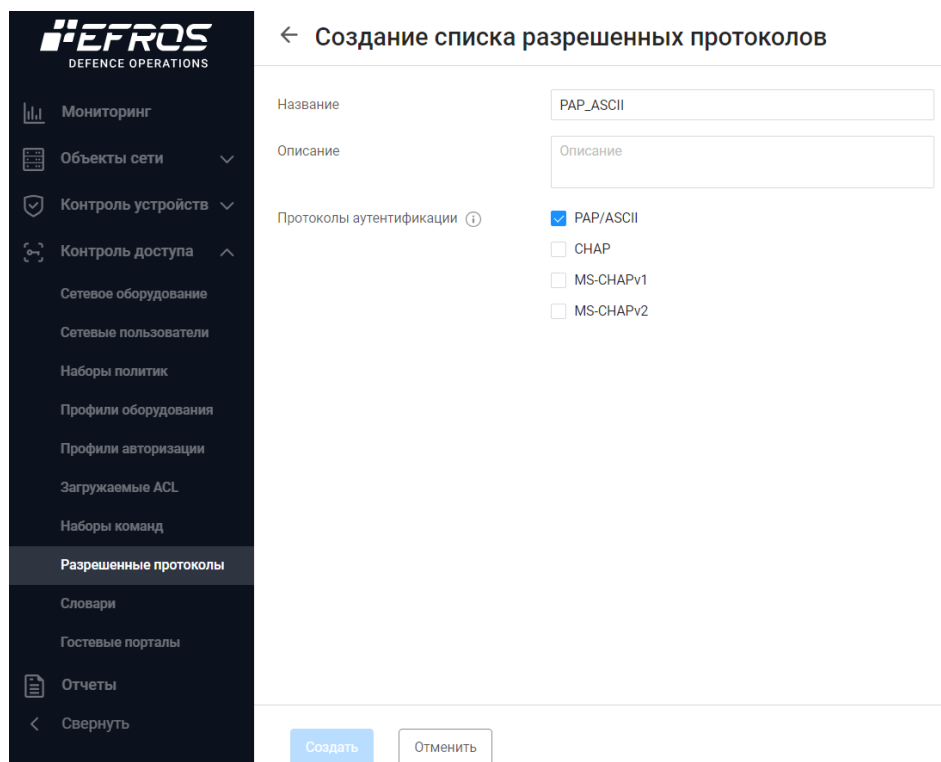 EFROS
DEFENCE OPERATIONS
Мониторинг
Объекты сети
Контроль устройств
Контроль доступа
Сетевое оборудование
Сетевые пользователи
Наборы политик
Профили оборудования
Профили авторизации
Загружаемые ACL
Наборы команд
Разрешенные протоколы
Словари
Гостевые порталы
Отчеты
Свернуть
Создание списка разрешенных протоколов
Название
PAP_ASCII
Описание
Описание
Протоколы аутентификации
PAP/ASCII
CHAP
MS-CHAPv1
MS-CHAPv2
Создать
Отменить